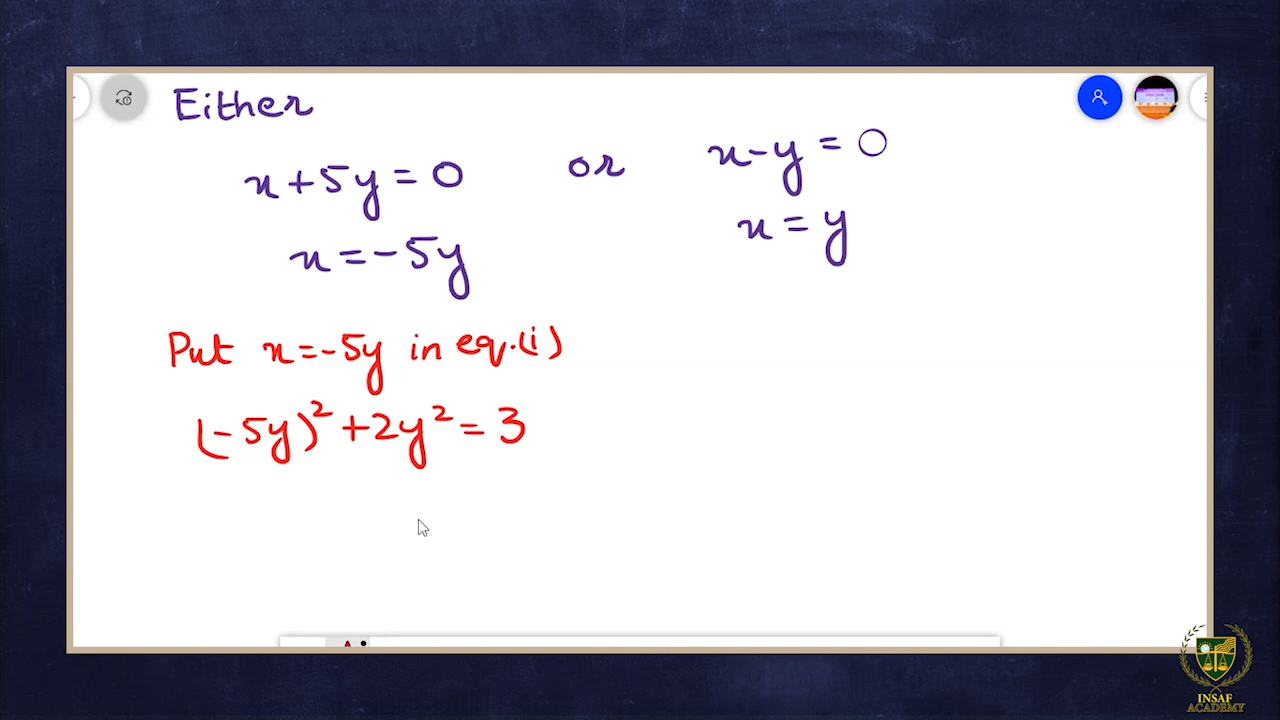 Either
x+5y=0 or x-y=0
x=-5y x=y
Put x=-5y in eq.(i)
(-5y)²+2y²=3
INSAF
ACADEMY